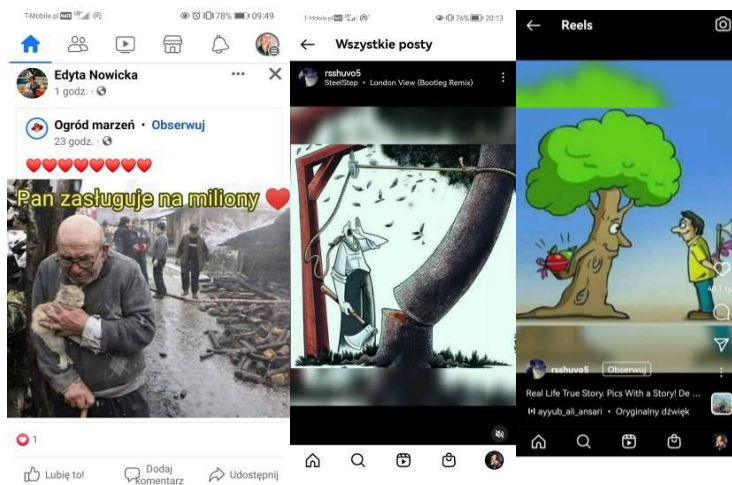 T-Mobile.pl
78% 09:49
Edyta Nowicka
1 godz.
Ogród marzeń • Obserwuj
23 godz.
Pan zasługuje na miliony
1
Lubię to!
Dodaj komentarz
Udostępnij
T-Mobile.pl
76% 20:13
Wszystkie posty
rsshuvo5
SteelStep • London View (Bootleg Remix)
Reels
rsshuvo5 Obserwuj
Real Life True Story. Pics With a Story! De ...
ayyub_ali_ansari • Oryginalny dźwięk